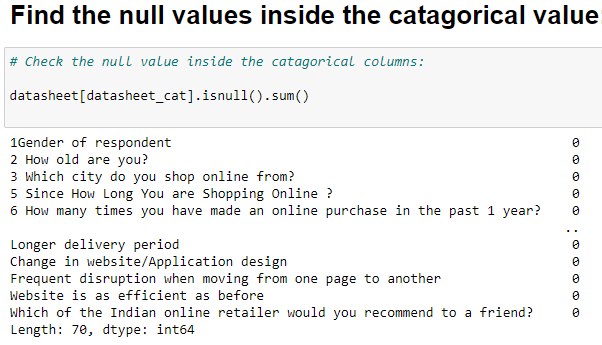 Find the null values inside the catagorical value
# Check the null value inside the catagorical columns:
datasheet[datasheet_cat].isnull().sum()
1Gender of respondent 0
2 How old are you? 0
3 Which city do you shop online from? 0
5 Since How Long You are Shopping Online ? 0
6 How many times you have made an online purchase in the past 1 year? 0
..
Longer delivery period 0
Change in website/Application design 0
Frequent disruption when moving from one page to another 0
Website is as efficient as before 0
Which of the Indian online retailer would you recommend to a friend? 0
Length: 70, dtype: int64